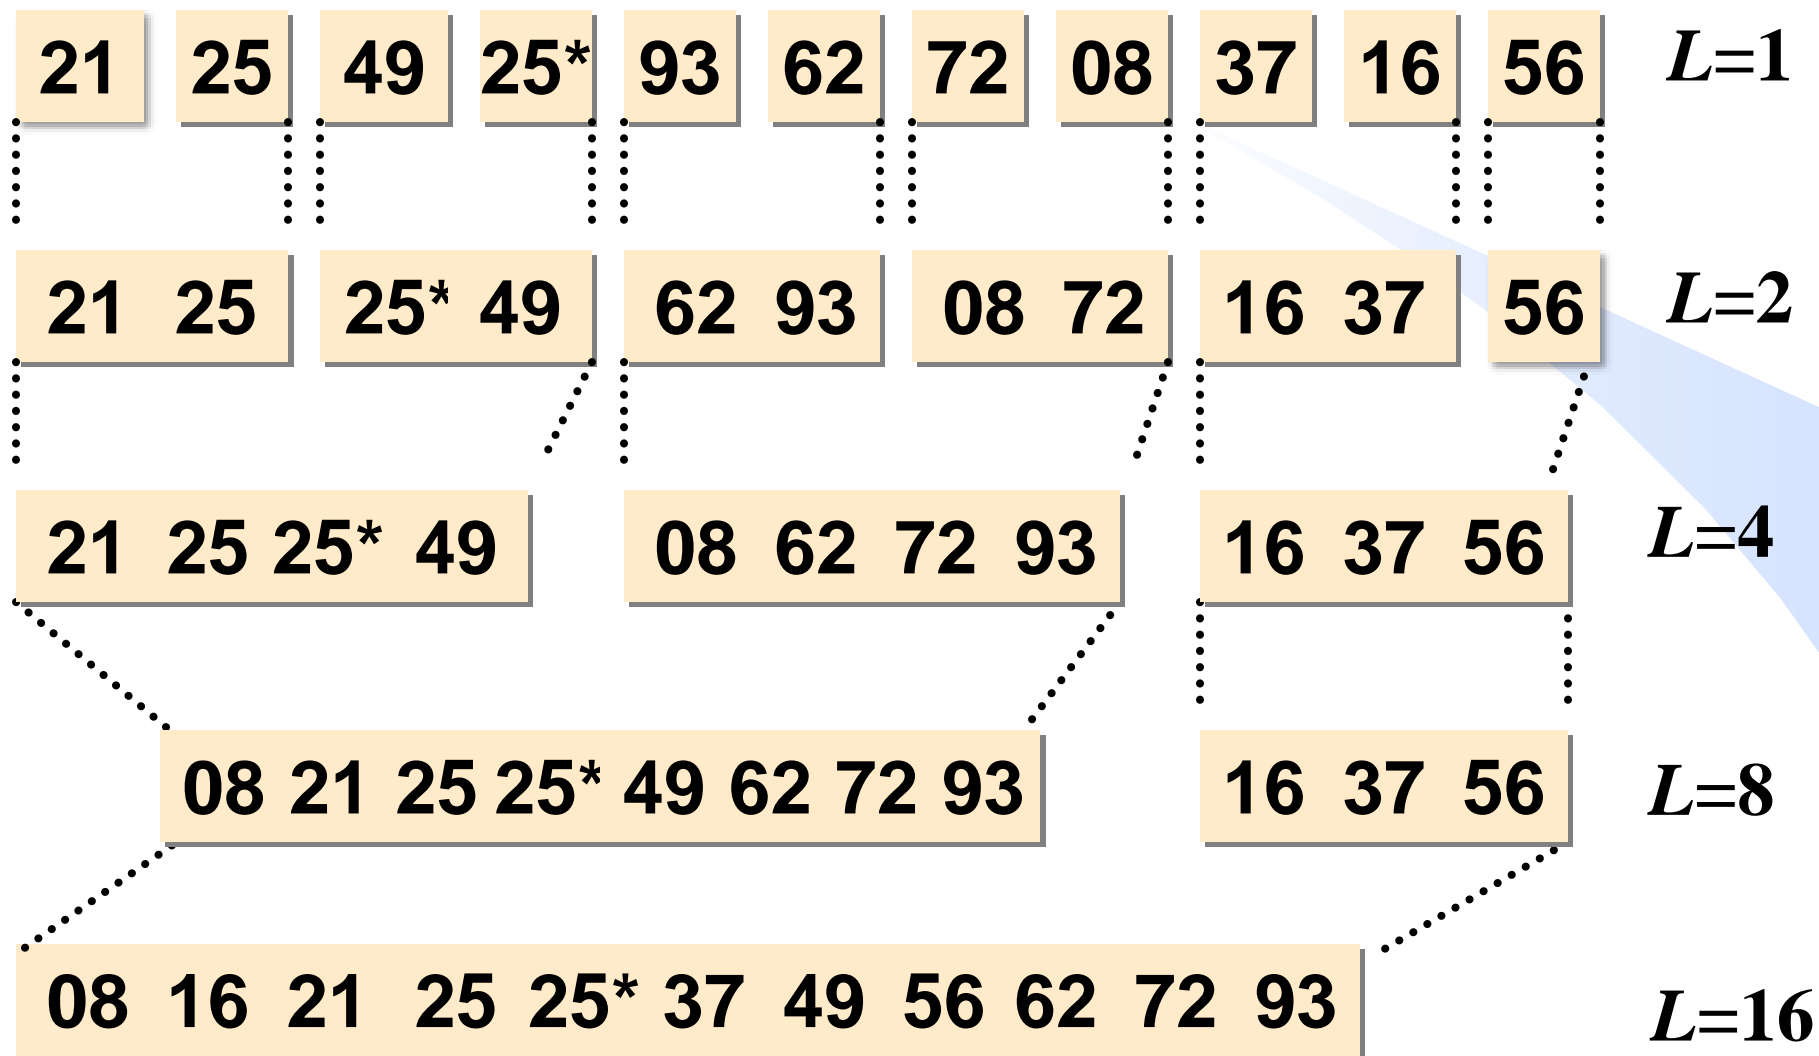 21 25 49 25* 93 62 72 08 37 16 56 L=1
21 25 25* 49 62 93 08 72 16 37 56 L=2
21 25 25* 49 08 62 72 93 16 37 56 L=4
08 21 25 25* 49 62 72 93 16 37 56 L=8
08 16 21 25 25* 37 49 56 62 72 93 L=16